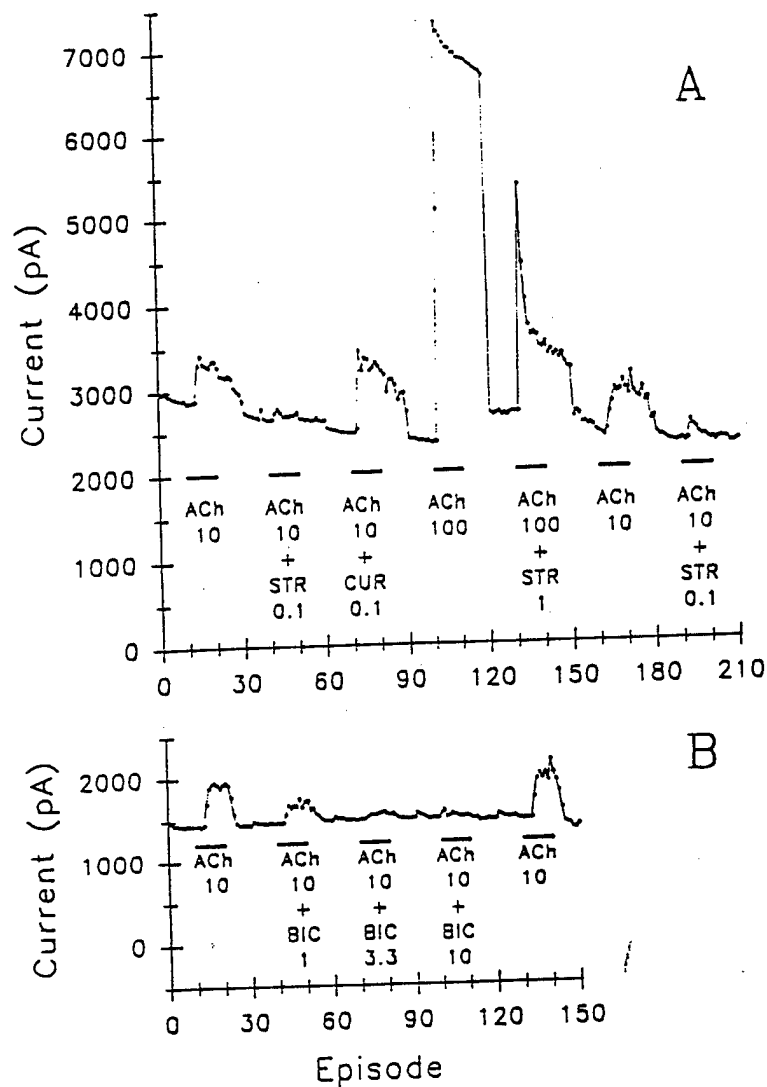 A
Current (pA)
7000
6000
5000
4000
3000
2000
1000
0
ACh
10
ACh
10
+
STR
0.1
ACh
10
+
CUR
0.1
ACh
100
ACh
100
+
STR
1
ACh
10
ACh
10
+
STR
0.1
0 30 60 90 120 150 180 210
B
Current (pA)
2000
1000
0
ACh
10
ACh
10
+
BIC
1
ACh
10
+
BIC
3.3
ACh
10
+
BIC
10
ACh
10
0 30 60 90 120 150
Episode